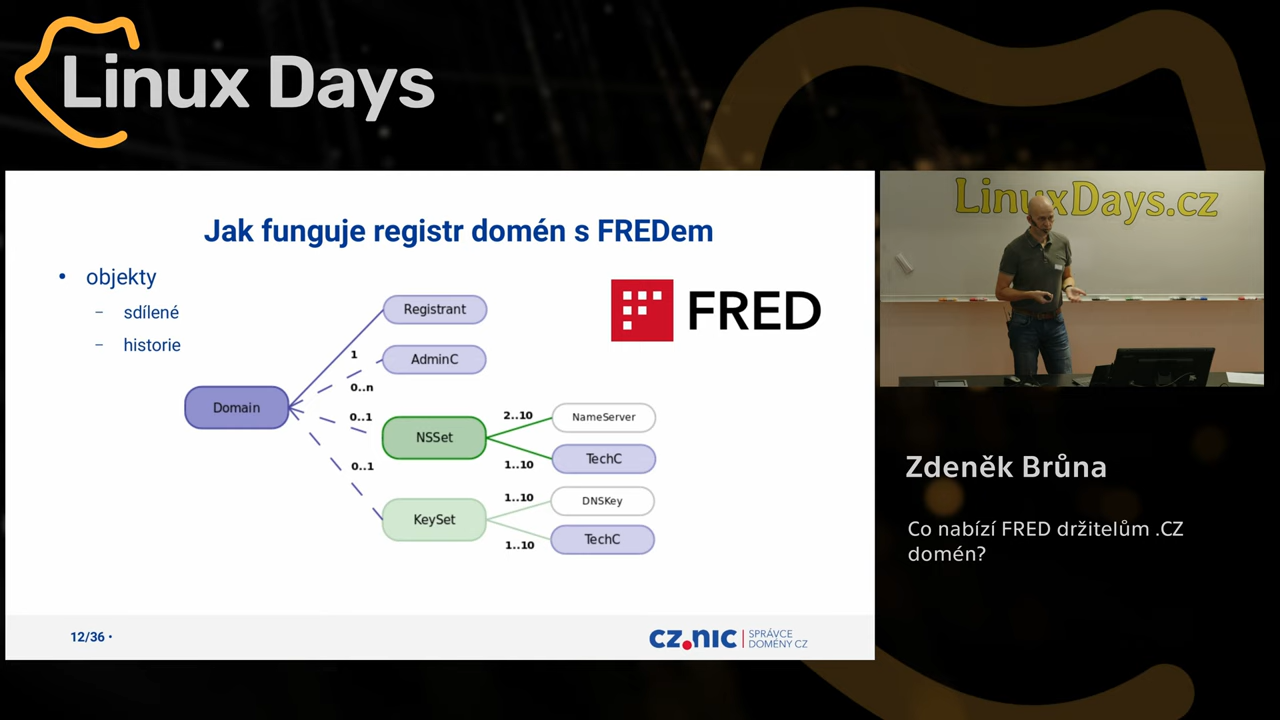 Linux Days
Jak funguje registr domén s FREDem
• objekty
– sdílené
– historie
FRED
Registrant
1
AdminC
0..n
Domain
0..1
NSSet
2..10
NameServer
1..10
TechC
0..1
KeySet
1..10
DNSKey
1..10
TechC
12/36 •
CZ.NIC | SPRÁVCE
DOMÉNY CZ
LinuxDays.cz
Zdeněk Brůna
Co nabízí FRED držitelům .CZ
domén?